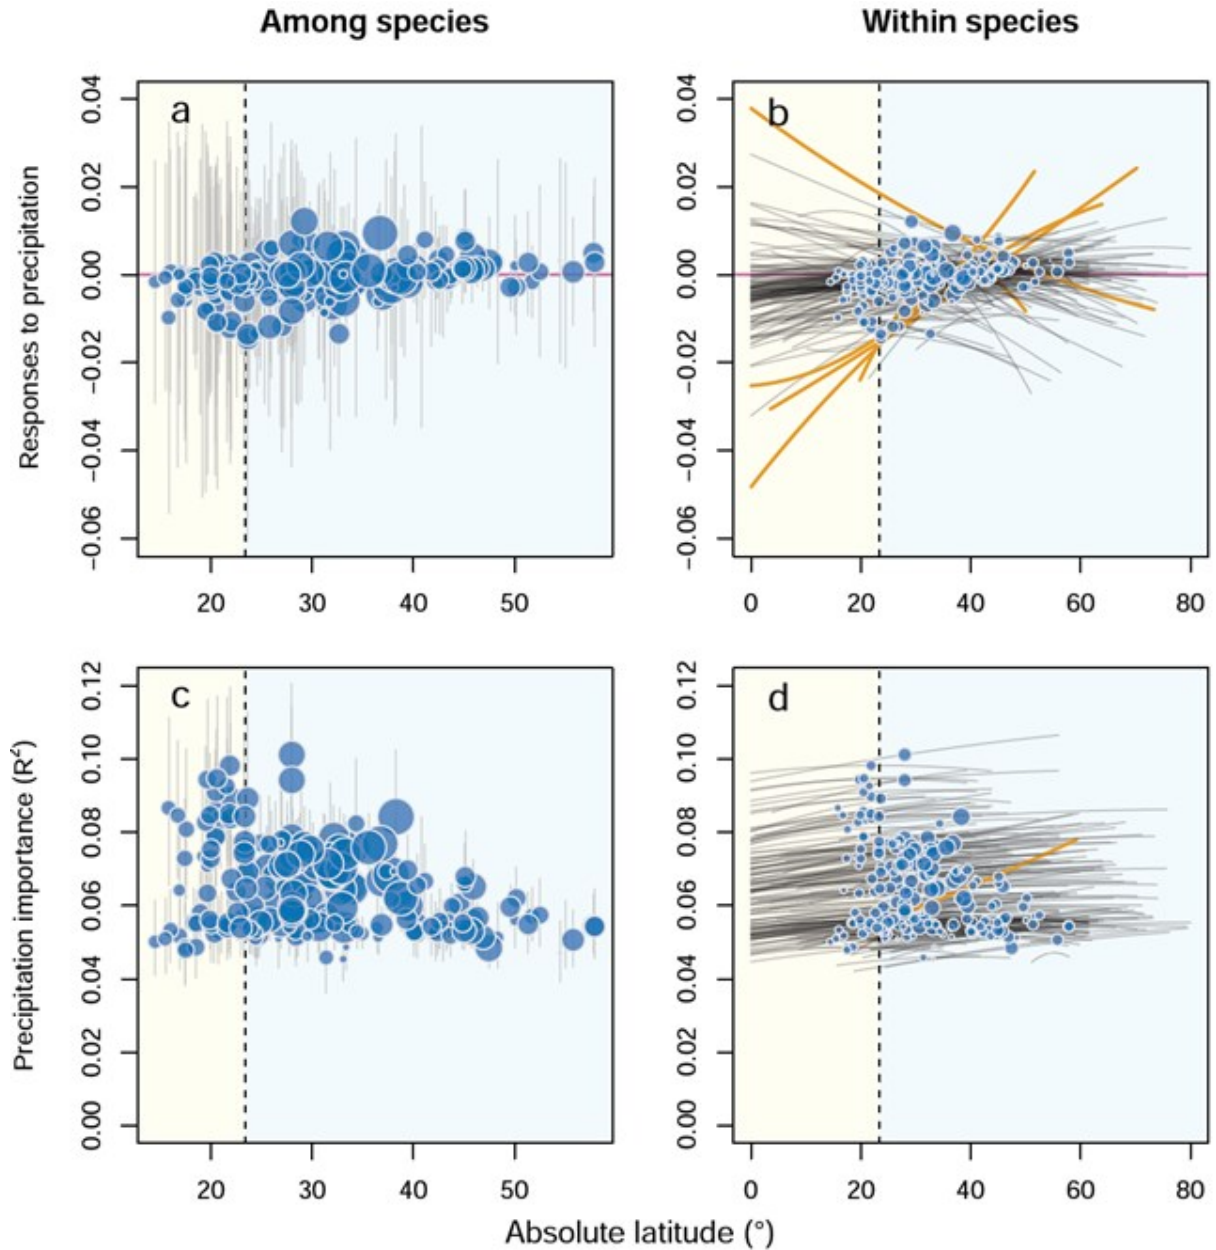 Among species Within species
a b
Responses to precipitation
0.04 0.02 0.00 −0.02 −0.04 −0.06
0.04 0.02 0.00 −0.02 −0.04 −0.06
20 30 40 50
0 20 40 60 80
c d
Precipitation importance (R²)
0.12 0.10 0.08 0.06 0.04 0.02 0.00
0.12 0.10 0.08 0.06 0.04 0.02 0.00
20 30 40 50
0 20 40 60 80
Absolute latitude (°)